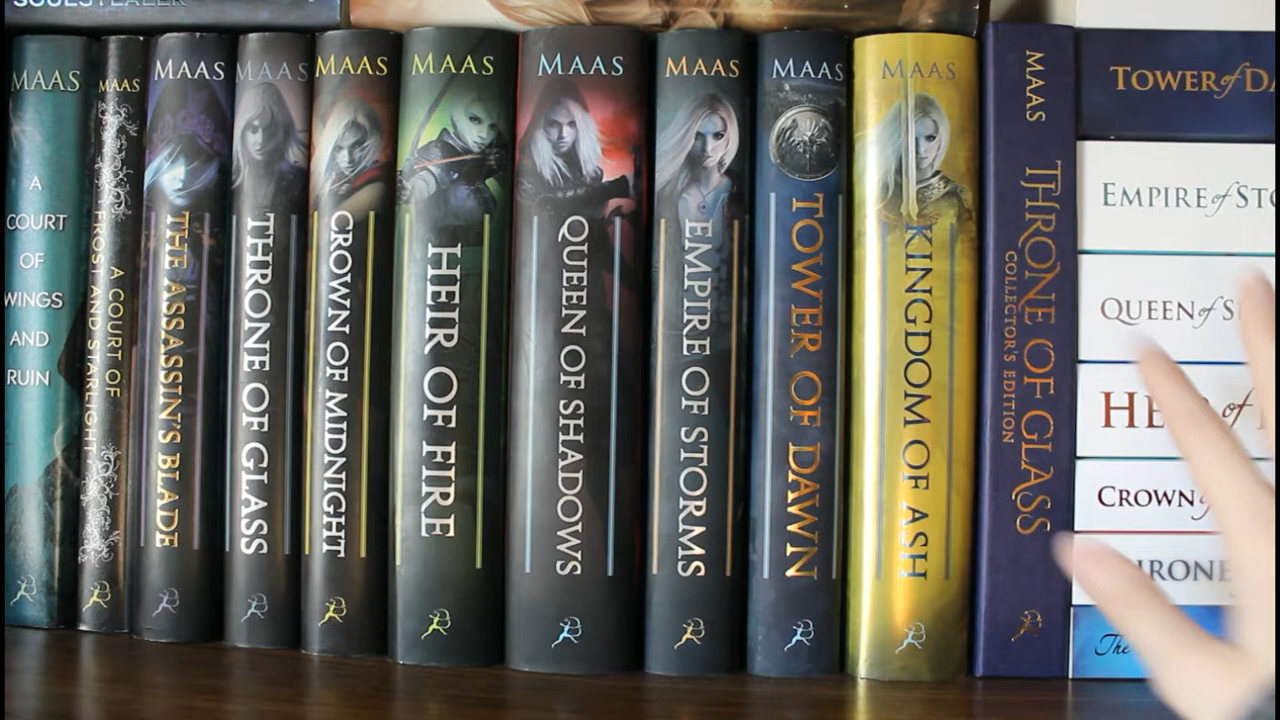 SOULSTEALER
MAAS
A
COURT
OF
WINGS
AND
RUIN
MAAS
A COURT OF
FROST AND STARLIGHT
MAAS
THE ASSASSIN'S BLADE
MAAS
THRONE OF GLASS
MAAS
CROWN OF MIDNIGHT
MAAS
HEIR OF FIRE
MAAS
QUEEN OF SHADOWS
MAAS
EMPIRE OF STORMS
MAAS
TOWER OF DAWN
MAAS
KINGDOM OF ASH
MAAS
THRONE OF GLASS
COLLECTOR'S EDITION
TOWER of DA
EMPIRE of STO
QUEEN of S
of
CROWN
The